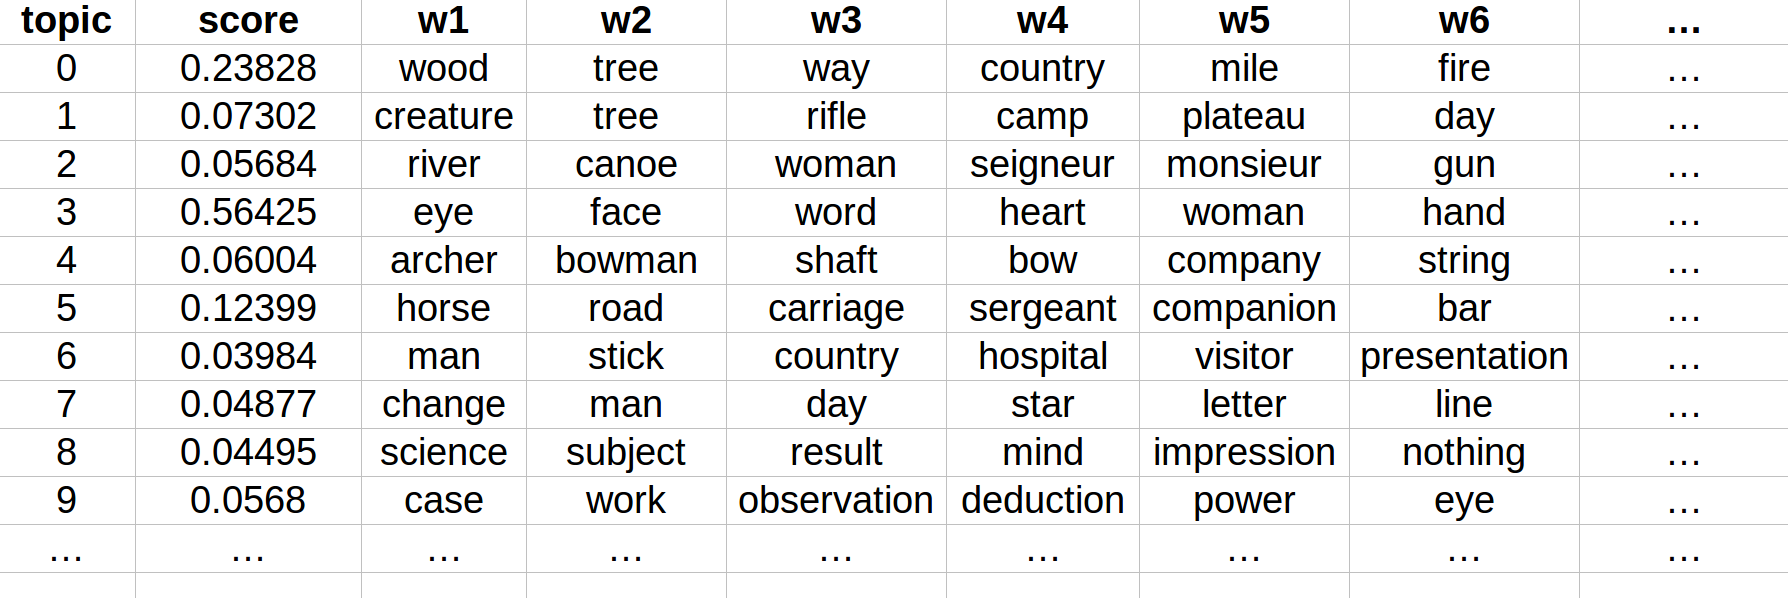 topic score w1 w2 w3 w4 w5 w6 ...
0 0.23828 wood tree way country mile fire ...
1 0.07302 creature tree rifle camp plateau day ...
2 0.05684 river canoe woman seigneur monsieur gun ...
3 0.56425 eye face word heart woman hand ...
4 0.06004 archer bowman shaft bow company string ...
5 0.12399 horse road carriage sergeant companion bar ...
6 0.03984 man stick country hospital visitor presentation ...
7 0.04877 change man day star letter line ...
8 0.04495 science subject result mind impression nothing ...
9 0.0568 case work observation deduction power eye ...
... ... ... ... ... ... ... ... ...